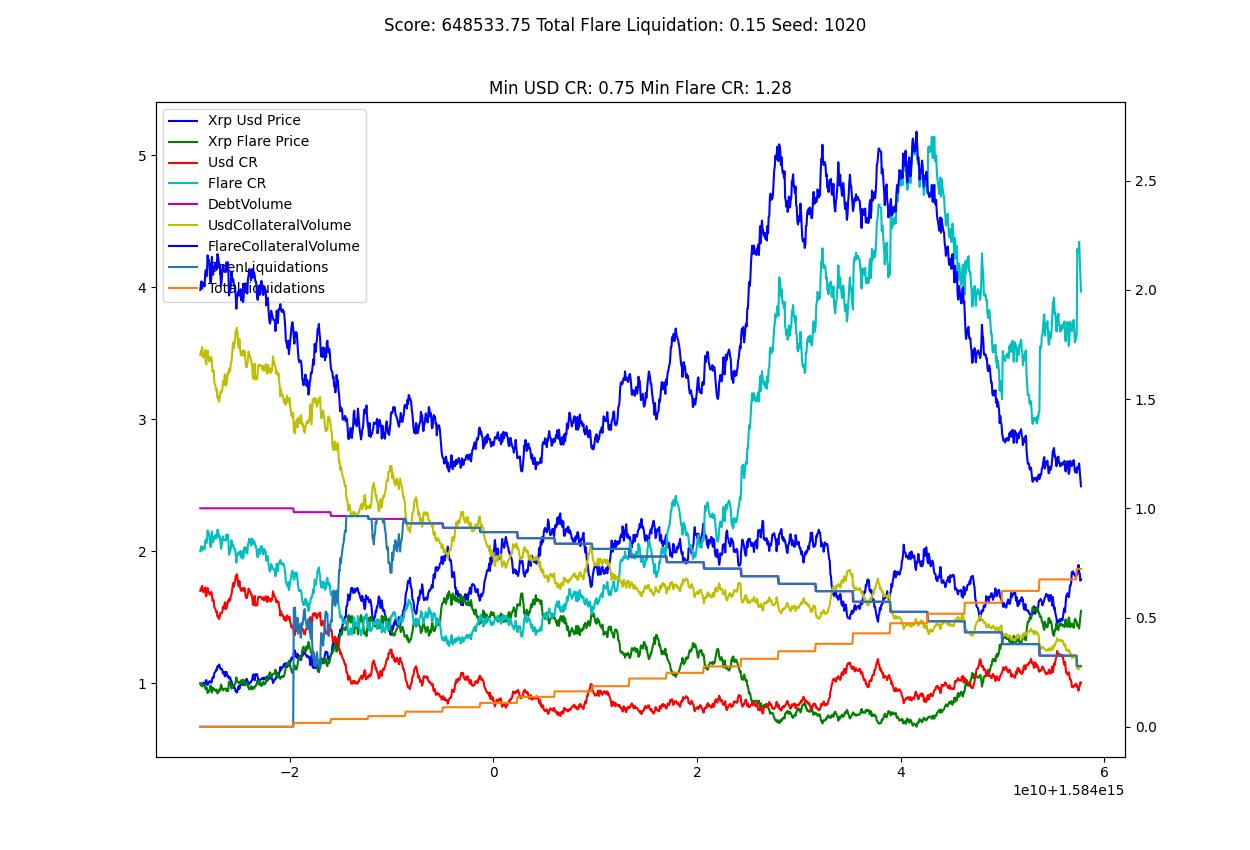 Score: 648533.75 Total Flare Liquidation: 0.15 Seed: 1020
Min USD CR: 0.75 Min Flare CR: 1.28
Xrp Usd Price
Xrp Flare Price
Usd CR
Flare CR
DebtVolume
UsdCollateralVolume
FlareCollateralVolume
OpenLiquidations
TotalLiquidations
5
4
3
2
1
2.5
2.0
1.5
1.0
0.5
0.0
−2
0
2
4
6
1e10+1.584e15